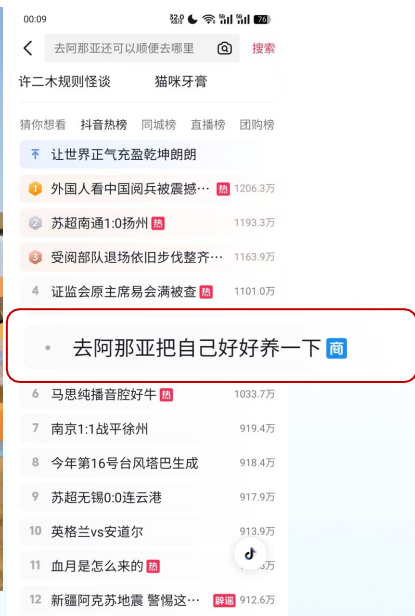 00:09 76
去阿那亚还可以顺便去哪里 搜索
许二木规则怪谈 猫咪牙膏
猜你想看 抖音热榜 同城榜 直播榜 团购榜
让世界正气充盈乾坤朗朗
1 外国人看中国阅兵被震撼… 热 1206.3万
2 苏超南通1:0扬州 热 1193.3万
3 受阅部队退场依旧步伐整齐… 1163.9万
4 证监会原主席易会满被查 热 1101.0万
去阿那亚把自己好好养一下 商
6 马思纯播音腔好牛 热 1033.7万
7 南京1:1战平徐州 919.4万
8 今年第16号台风塔巴生成 918.4万
9 苏超无锡0:0连云港 917.9万
10 英格兰vs安道尔 913.9万
11 血月是怎么来的 热 万
12 新疆阿克苏地震 警惕这… 辟谣 912.6万